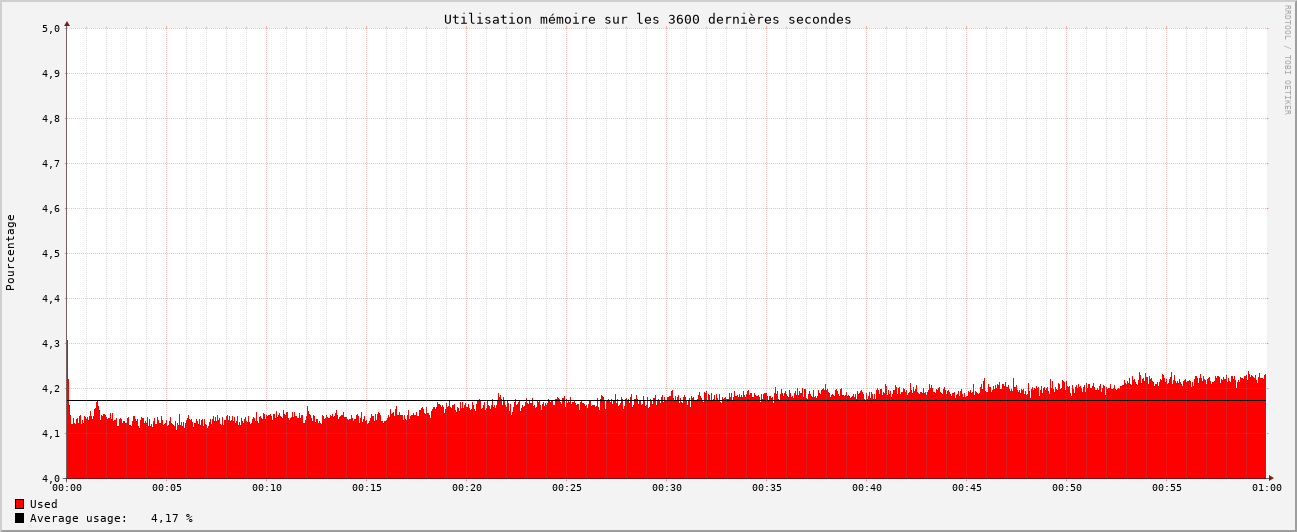 Utilisation mémoire sur les 3600 dernières secondes
RRDTOOL / TOBI OETIKER
Pourcentage
5,0
4,9
4,8
4,7
4,6
4,5
4,4
4,3
4,2
4,1
4,0
00:00 00:05 00:10 00:15 00:20 00:25 00:30 00:35 00:40 00:45 00:50 00:55 01:00
Used
Average usage: 4,17 %